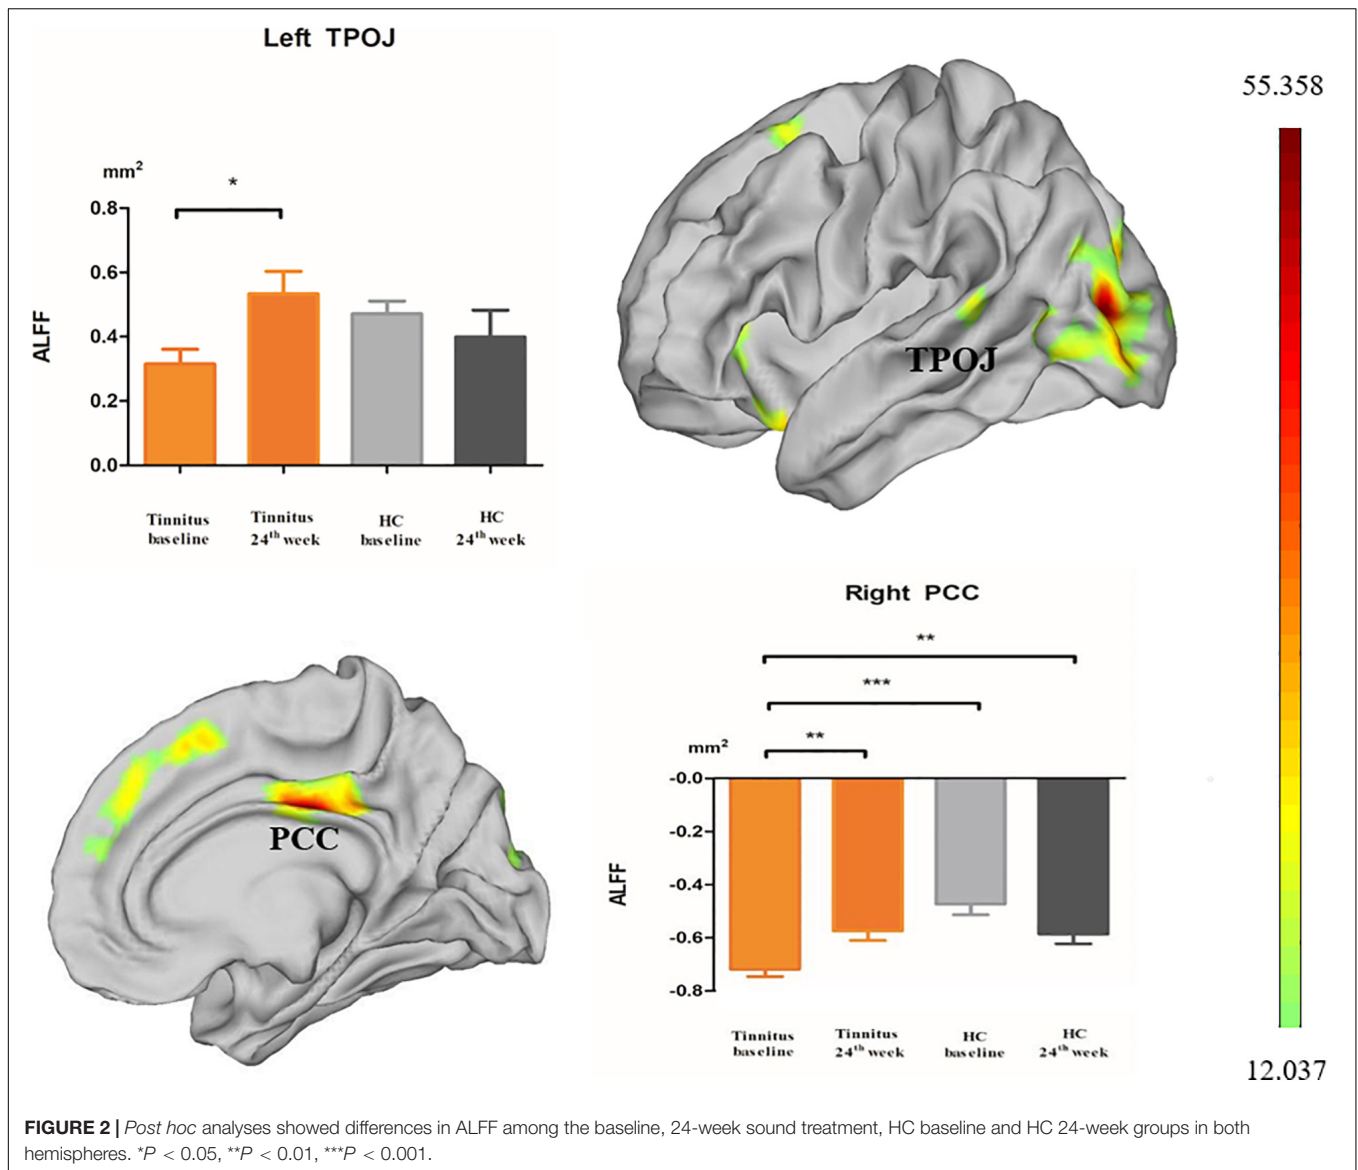 Left TPOJ
mm²
*
0.8
0.6
0.4
0.2
0.0
ALFF
Tinnitus baseline
Tinnitus 24th week
HC baseline
HC 24th week
TPOJ
55.358
12.037
PCC
Right PCC
**
***
**
mm²
-0.0
-0.2
-0.4
-0.6
-0.8
ALFF
Tinnitus baseline
Tinnitus 24th week
HC baseline
HC 24th week
FIGURE 2 | Post hoc analyses showed differences in ALFF among the baseline, 24-week sound treatment, HC baseline and HC 24-week groups in both
hemispheres. *P < 0.05, **P < 0.01, ***P < 0.001.